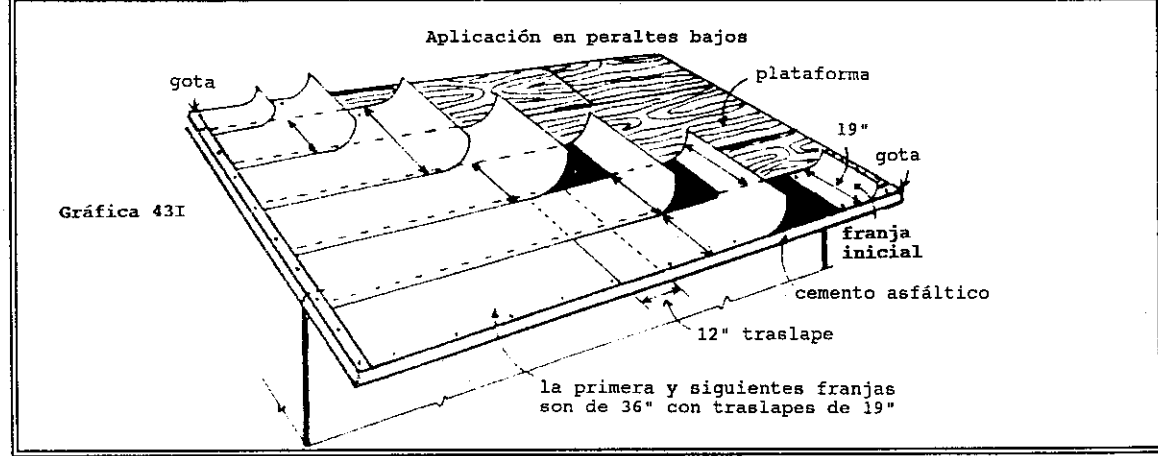 Aplicación en peraltes bajos
gota
plataforma
19"
gota
Gráfica 43I
franja
inicial
cemento asfáltico
12" traslape
la primera y siguientes franjas
son de 36" con traslapes de 19"